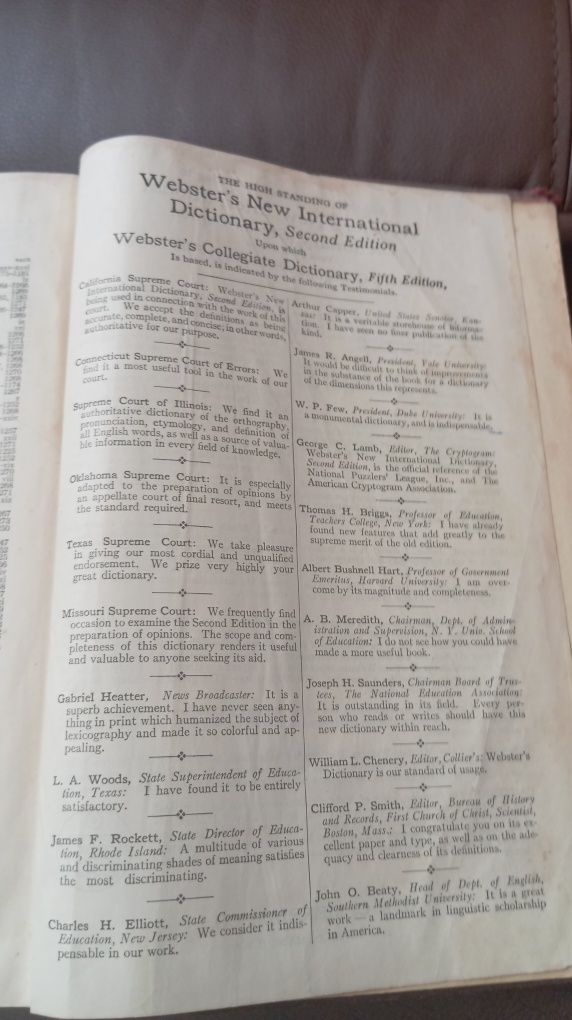 THE HIGH STANDING OF
Webster's New International
Dictionary, Second Edition
Upon which
Webster's Collegiate Dictionary, Fifth Edition,
Is based, is indicated by the following Testimonials.
California Supreme Court: Webster's New
International Dictionary, Second Edition, is
being used in connection with the work of this
court. We accept the definitions as being
accurate, complete, and concise; in other words,
authoritative for our purpose.
Connecticut Supreme Court of Errors: We
find it a most useful tool in the work of our
court.
Supreme Court of Illinois: We find it an
authoritative dictionary of the orthography,
pronunciation, etymology, and definition of
all English words, as well as a source of valua-
ble information in every field of knowledge.
Oklahoma Supreme Court: It is especially
adapted to the preparation of opinions by
an appellate court of final resort, and meets
the standard required.
Texas Supreme Court: We take pleasure
in giving our most cordial and unqualified
endorsement. We prize very highly your
great dictionary.
Missouri Supreme Court: We frequently find
occasion to examine the Second Edition in the
preparation of opinions. The scope and com-
pleteness of this dictionary renders it useful
and valuable to anyone seeking its aid.
Gabriel Heatter, News Broadcaster: It is a
superb achievement. I have never seen any-
thing in print which humanized the subject of
lexicography and made it so colorful and ap-
pealing.
L. A. Woods, State Superintendent of Educa-
tion, Texas: I have found it to be entirely
satisfactory.
James F. Rockett, State Director of Educa-
tion, Rhode Island: A multitude of various
and discriminating shades of meaning satisfies
the most discriminating.
Charles H. Elliott, State Commissioner of
Education, New Jersey: We consider it indis-
pensable in our work.
Arthur Capper, United States Senator, Kan-
sas: It is a veritable storehouse of informa-
tion. I have seen no finer publication of the
kind.
James R. Angell, President, Yale University:
It would be difficult to think of improvements
in the substance of the book for a dictionary
of the dimensions this represents.
W. P. Few, President, Duke University: It is
a monumental dictionary, and is indispensable.
George C. Lamb, Editor, The Cryptogram:
Webster's New International Dictionary,
Second Edition, is the official reference of the
National Puzzlers' League, Inc., and The
American Cryptogram Association.
Thomas H. Briggs, Professor of Education,
Teachers College, New York: I have already
found new features that add greatly to the
supreme merit of the old edition.
Albert Bushnell Hart, Professor of Government
Emeritus, Harvard University: I am over-
come by its magnitude and completeness.
A. B. Meredith, Chairman, Dept. of Admin-
istration and Supervision, N. Y. Univ. School
of Education: I do not see how you could have
made a more useful book.
Joseph H. Saunders, Chairman Board of Trus-
tees, The National Education Association:
It is outstanding in its field. Every per-
son who reads or writes should have this
new dictionary within reach.
William L. Chenery, Editor, Collier's: Webster's
Dictionary is our standard of usage.
Clifford P. Smith, Editor, Bureau of History
and Records, First Church of Christ, Scientist,
Boston, Mass.: I congratulate you on its ex-
cellent paper and type, as well as on the ade-
quacy and clearness of its definitions.
John O. Beaty, Head of Dept. of English,
Southern Methodist University: It is a great
work — a landmark in linguistic scholarship
in America.